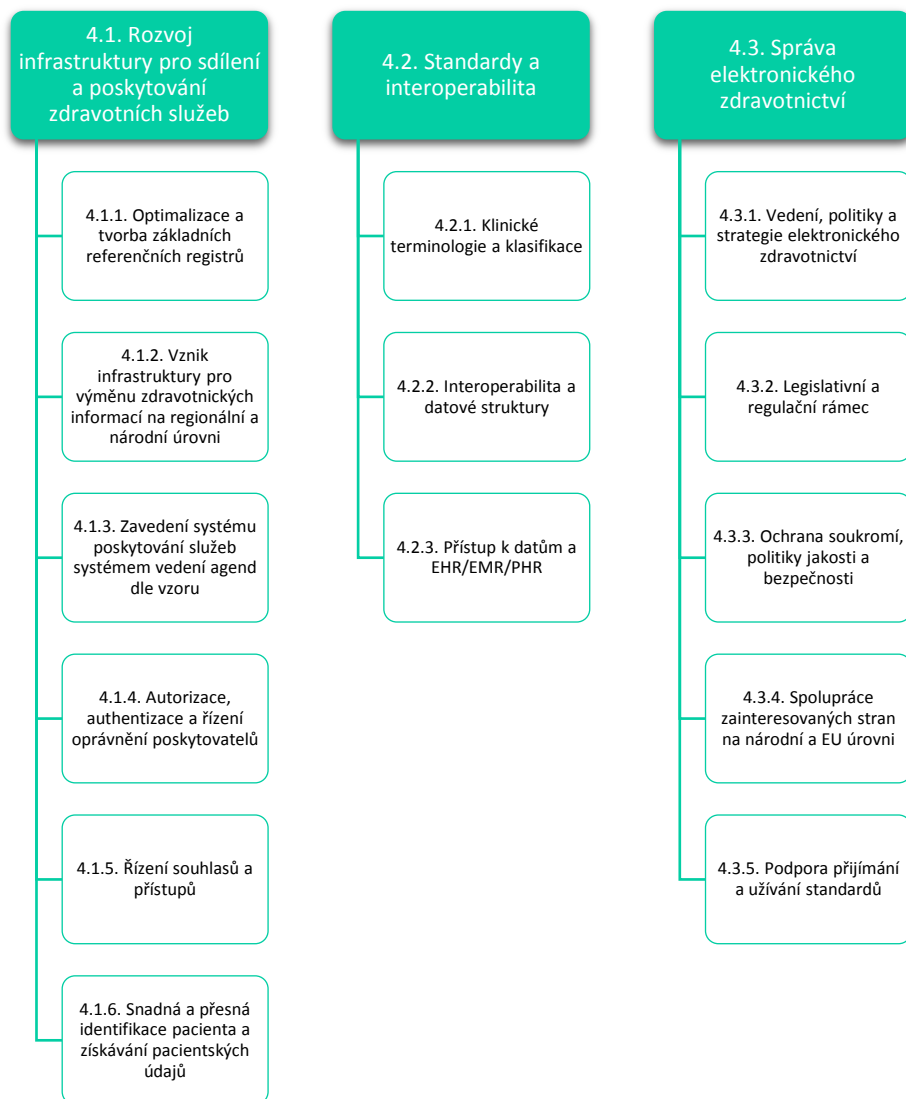 4.1. Rozvoj
infrastruktury pro sdílení
a poskytování
zdravotních služeb
4.1.1. Optimalizace a
tvorba základních
referenčních registrů
4.1.2. Vznik
infrastruktury pro
výměnu zdravotnických
informací na regionální a
národní úrovni
4.1.3. Zavedení systému
poskytování služeb
systémem vedení agend
dle vzoru
4.1.4. Autorizace,
authentizace a řízení
oprávnění poskytovatelů
4.1.5. Řízení souhlasů a
přístupů
4.1.6. Snadná a přesná
identifikace pacienta a
získávání pacientských
údajů
4.2. Standardy a
interoperabilita
4.2.1. Klinické
terminologie a klasifikace
4.2.2. Interoperabilita a
datové struktury
4.2.3. Přístup k datům a
EHR/EMR/PHR
4.3. Správa
elektronického
zdravotnictví
4.3.1. Vedení, politiky a
strategie elektronického
zdravotnictví
4.3.2. Legislativní a
regulační rámec
4.3.3. Ochrana soukromí,
politiky jakosti a
bezpečnosti
4.3.4. Spolupráce
zainteresovaných stran
na národní a EU úrovni
4.3.5. Podpora přijímání
a užívání standardů